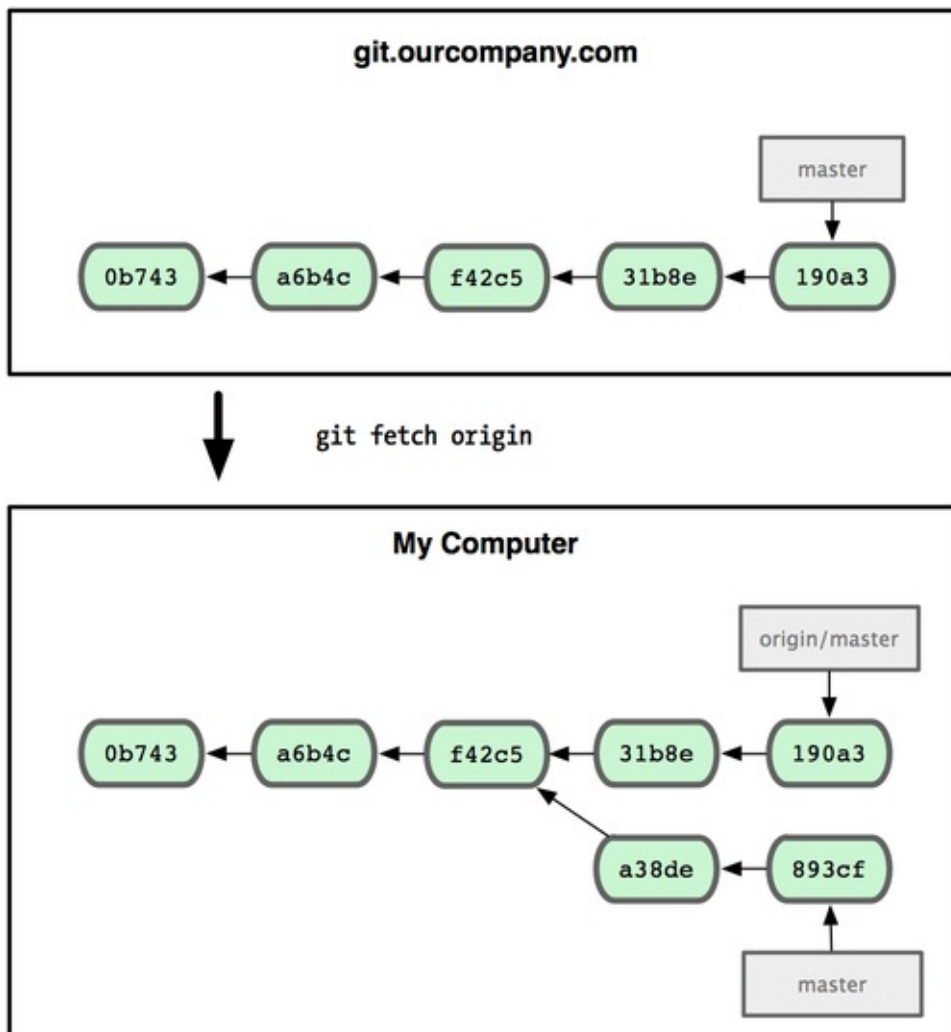 git.ourcompany.com
master
0b743 a6b4c f42c5 31b8e 190a3
git fetch origin
My Computer
origin/master
0b743 a6b4c f42c5 31b8e 190a3
a38de 893cf
master